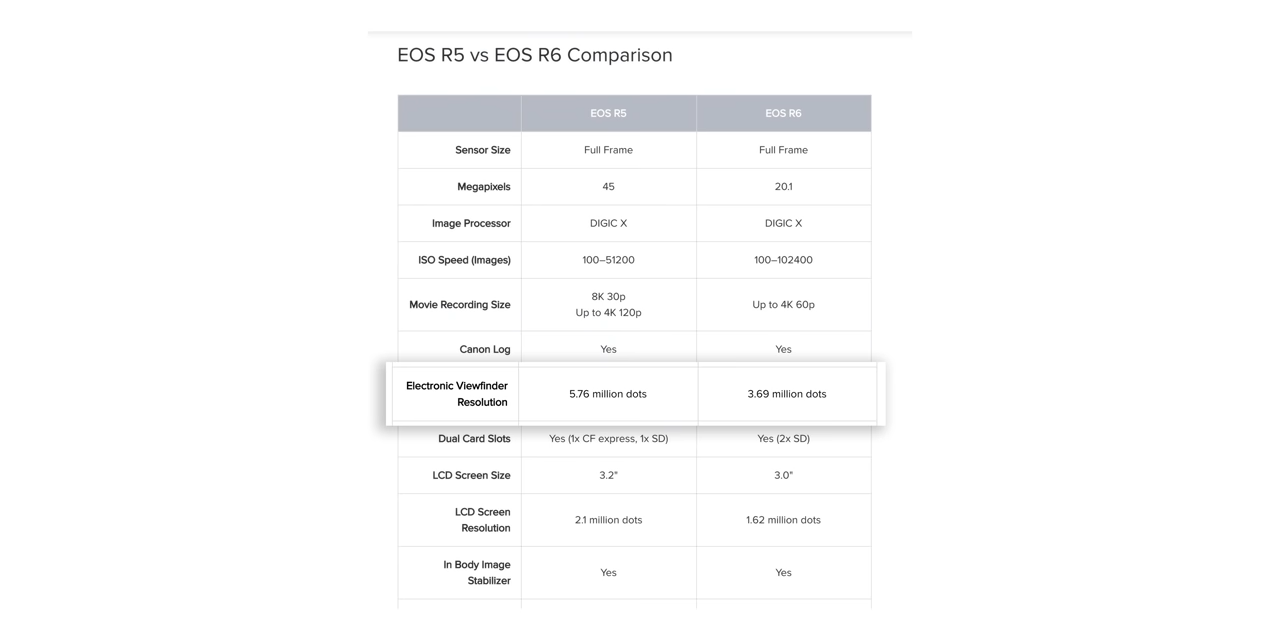 EOS R5 vs EOS R6 Comparison
EOS R5 EOS R6
Sensor Size Full Frame Full Frame
Megapixels 45 20.1
Image Processor DIGIC X DIGIC X
ISO Speed (Images) 100–51200 100–102400
Movie Recording Size 8K 30p
Up to 4K 120p Up to 4K 60p
Canon Log Yes Yes
Electronic Viewfinder
Resolution 5.76 million dots 3.69 million dots
Dual Card Slots Yes (1x CF express, 1x SD) Yes (2x SD)
LCD Screen Size 3.2" 3.0"
LCD Screen
Resolution 2.1 million dots 1.62 million dots
In Body Image
Stabilizer Yes Yes